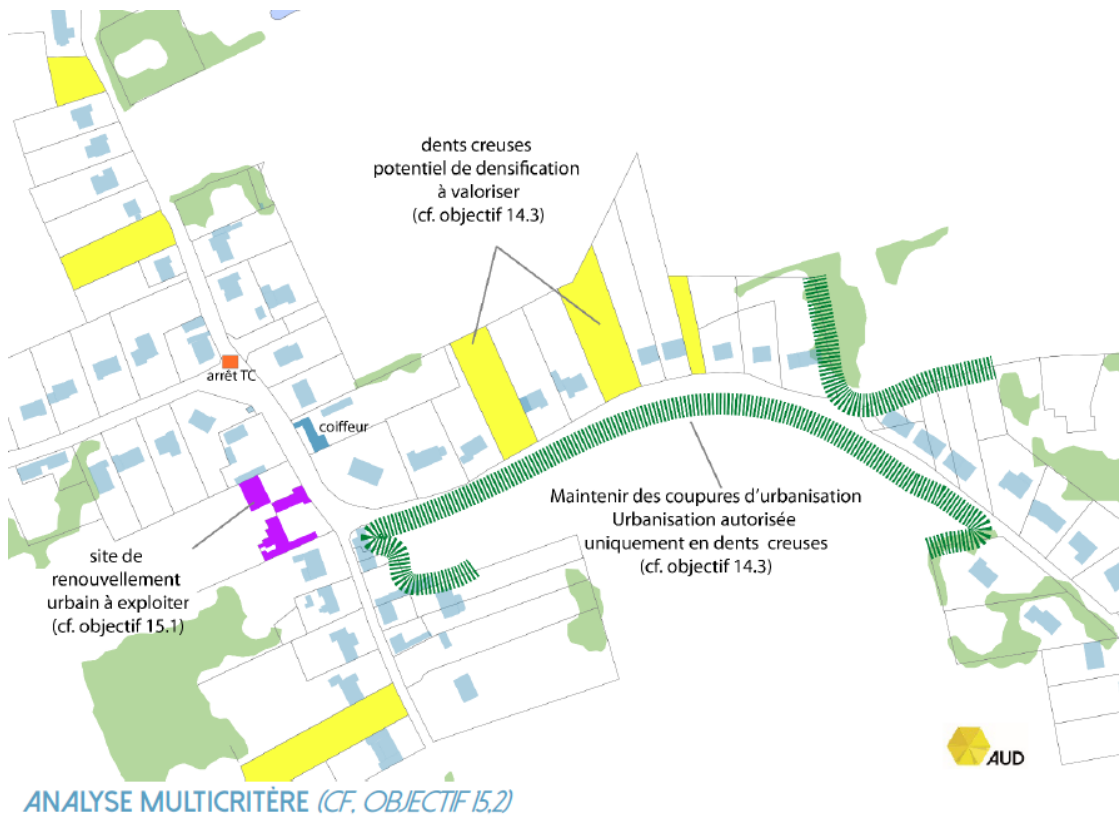 dents creuses
potentiel de densification
à valoriser
(cf. objectif 14.3)
arrêt TC
coiffeur
Maintenir des coupures d'urbanisation
Urbanisation autorisée
uniquement en dents creuses
(cf. objectif 14.3)
site de
renouvellement
urbain à exploiter
(cf. objectif 15.1)
AUD
ANALYSE MULTICRITÈRE (CF. OBJECTIF 15.2)